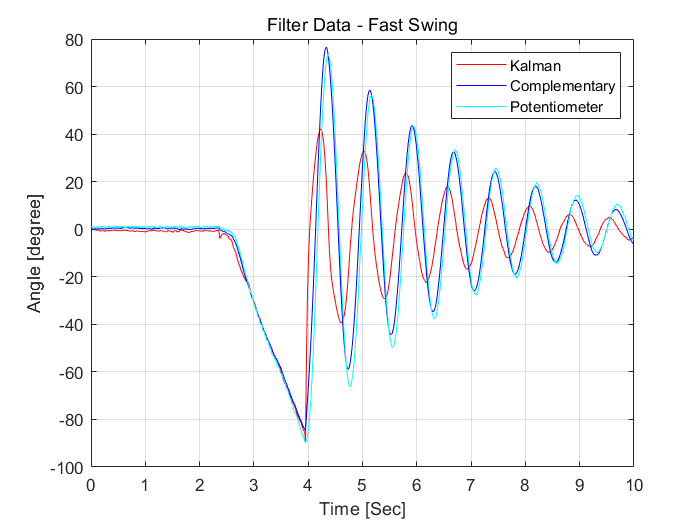 Filter Data - Fast Swing
Kalman
Complementary
Potentiometer
80
60
40
20
0
-20
-40
-60
-80
-100
Angle [degree]
0 1 2 3 4 5 6 7 8 9 10
Time [Sec]